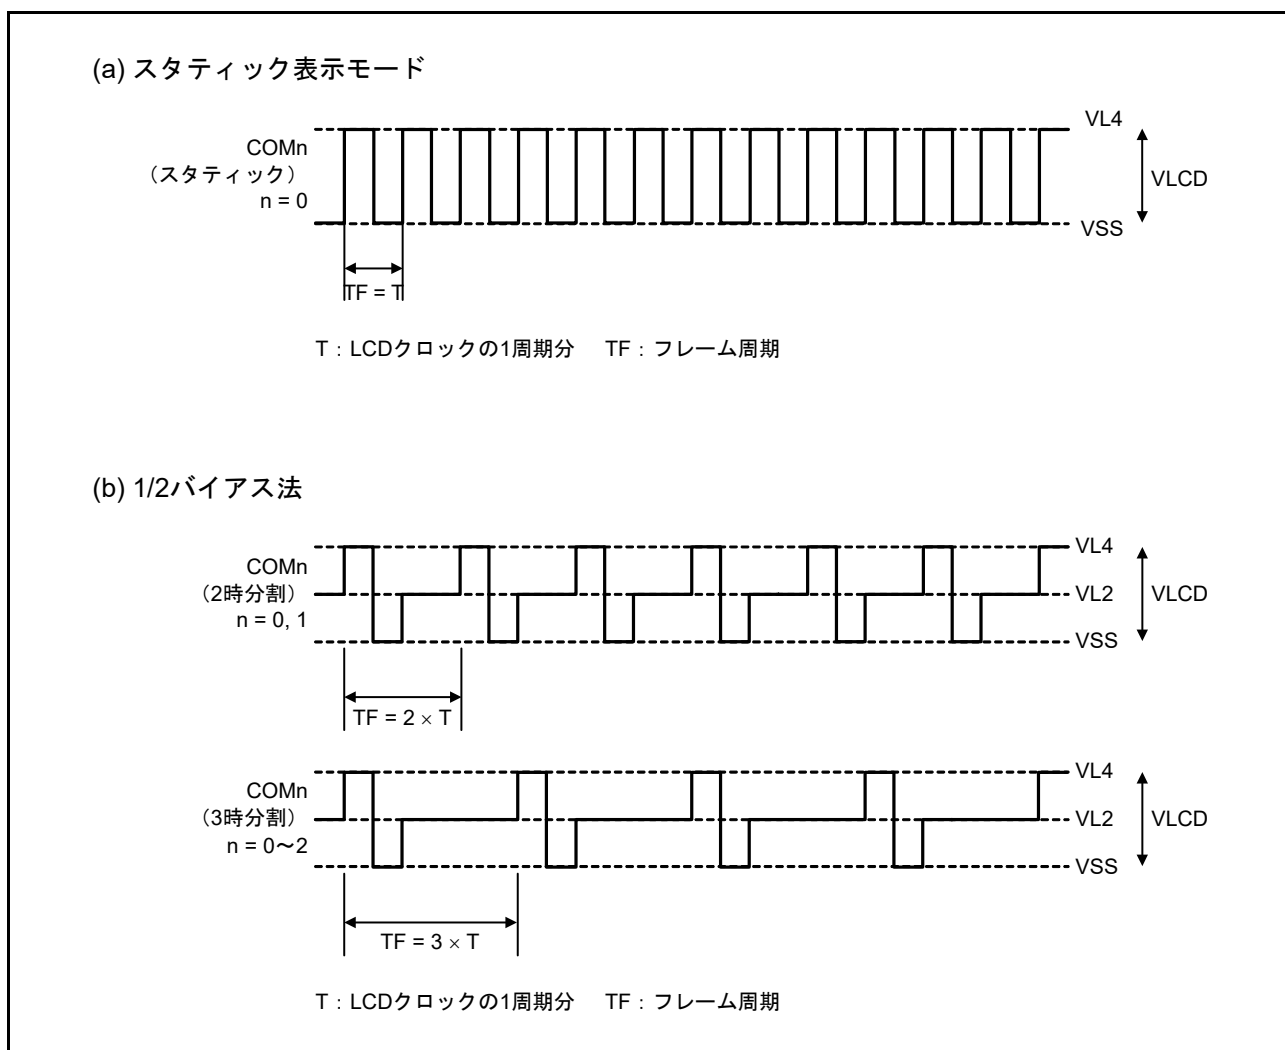 (a) スタティック表示モード
VL4
COMn
（スタティック）
n = 0
VLCD
VSS
TF = T
T：LCDクロックの1周期分 TF：フレーム周期
(b) 1/2バイアス法
VL4
COMn
（2時分割）
n = 0, 1
VL2
VLCD
VSS
TF = 2 × T
VL4
COMn
（3時分割）
n = 0～2
VL2
VLCD
VSS
TF = 3 × T
T：LCDクロックの1周期分 TF：フレーム周期